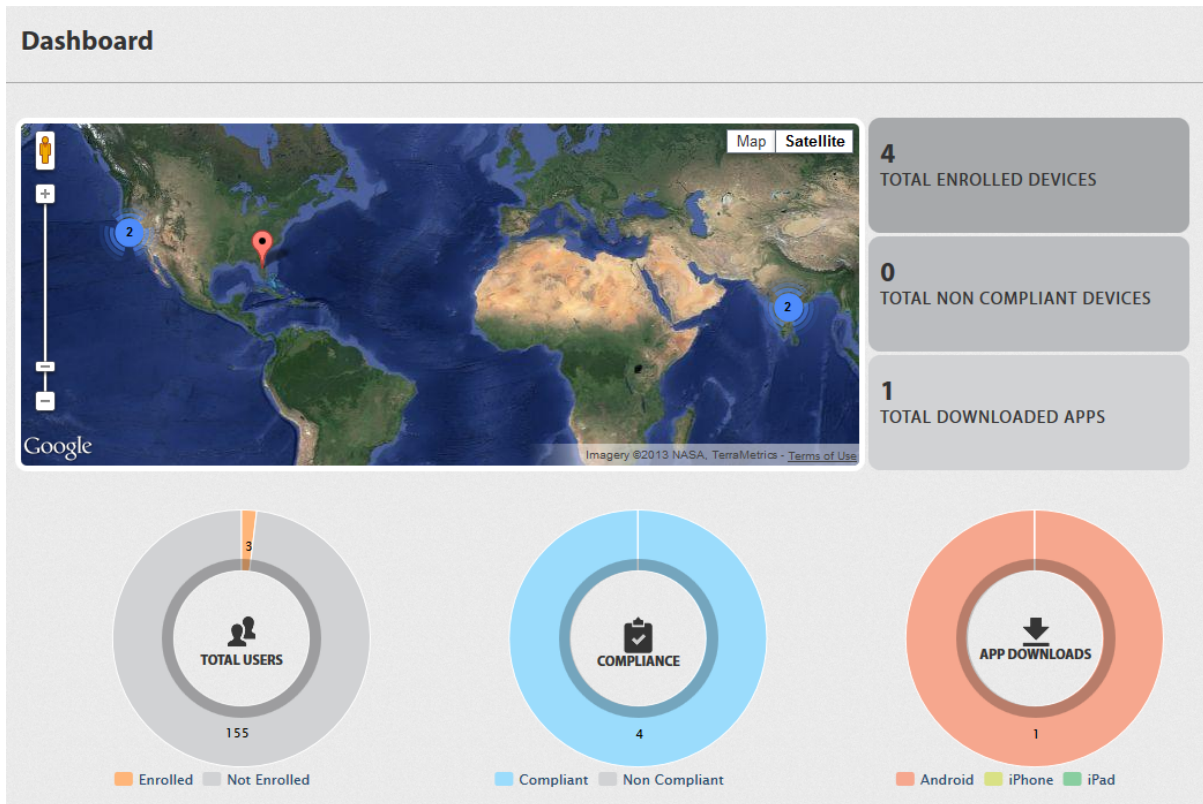 Dashboard
Map Satellite
+
2
2
−
Google
Imagery ©2013 NASA, TerraMetrics - Terms of Use
4
TOTAL ENROLLED DEVICES
0
TOTAL NON COMPLIANT DEVICES
1
TOTAL DOWNLOADED APPS
3
TOTAL USERS
155
Enrolled Not Enrolled
COMPLIANCE
4
Compliant Non Compliant
APP DOWNLOADS
1
Android iPhone iPad